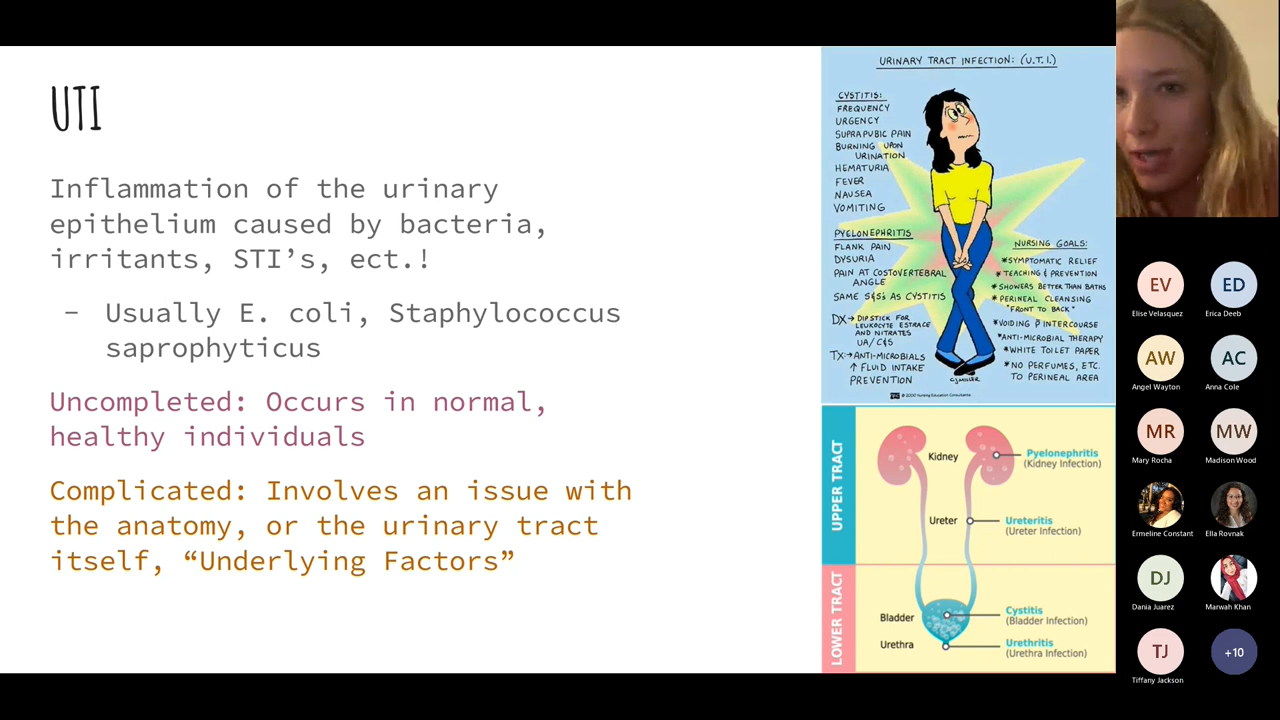 UTI
Inflammation of the urinary
epithelium caused by bacteria,
irritants, STI’s, ect.!
- Usually E. coli, Staphylococcus
saprophyticus
Uncompleted: Occurs in normal,
healthy individuals
Complicated: Involves an issue with
the anatomy, or the urinary tract
itself, “Underlying Factors”
URINARY TRACT INFECTION: (U.T.I.)
CYSTITIS:
FREQUENCY
URGENCY
SUPRAPUBIC PAIN
BURNING UPON
URINATION
HEMATURIA
FEVER
NAUSEA
VOMITING
PYELONEPHRITIS
FLANK PAIN
DYSURIA
PAIN AT COSTOVERTEBRAL
ANGLE
SAME S&S's AS CYSTITIS
DX→ DIPSTICK FOR
LEUKOCYTE ESTRACE
AND NITRATES
UA/C&S
TX→ ANTI-MICROBIALS
↑ FLUID INTAKE
PREVENTION
NURSING GOALS:
*SYMPTOMATIC RELIEF
*TEACHING & PREVENTION
*SHOWERS BETTER THAN BATHS
*PERINEAL CLEANSING
"FRONT TO BACK"
*VOIDING p̄ INTERCOURSE
*ANTI-MICROBIAL THERAPY
*WHITE TOILET PAPER
*NO PERFUMES, ETC.
TO PERINEAL AREA
CJMILLER
© 2000 Nursing Education Consultants
UPPER TRACT
Kidney
Pyelonephritis
(Kidney Infection)
Ureter
Ureteritis
(Ureter Infection)
LOWER TRACT
Bladder
Cystitis
(Bladder Infection)
Urethra
Urethritis
(Urethra Infection)
EV ED
Elise Velasquez Erica Deeb
AW AC
Angel Wayton Anna Cole
MR MW
Mary Rocha Madison Wood
Ermeline Constant Ella Rovnak
DJ
Dania Juarez Marwah Khan
TJ +10
Tiffany Jackson